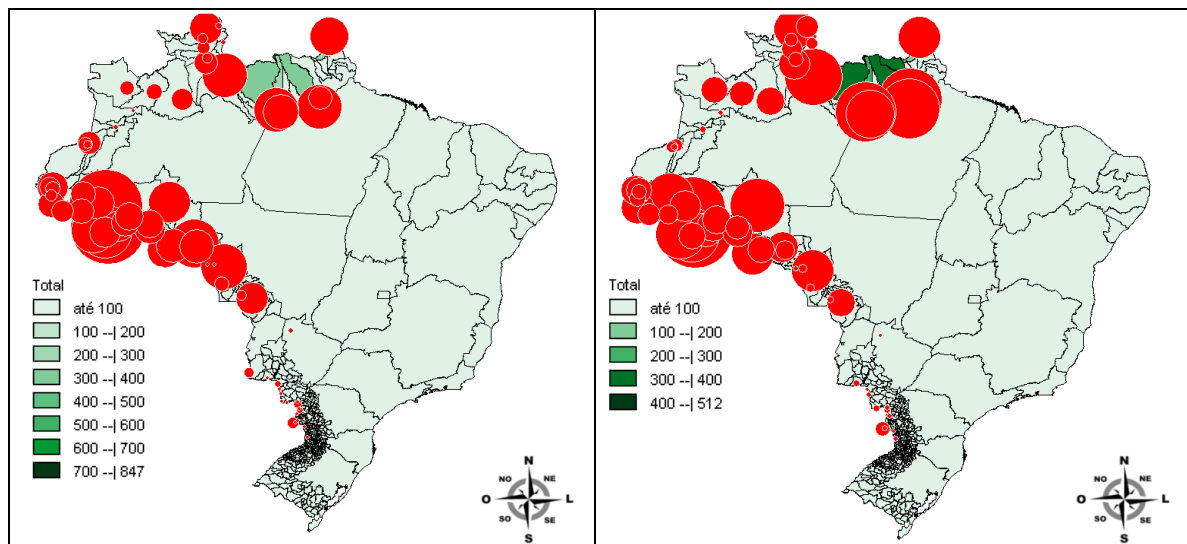 Total
até 100
100 --| 200
200 --| 300
300 --| 400
400 --| 500
500 --| 600
600 --| 700
700 --| 847
N
NO NE
O L
SO SE
S
Total
até 100
100 --| 200
200 --| 300
300 --| 400
400 --| 512
N
NO NE
O L
SO SE
S